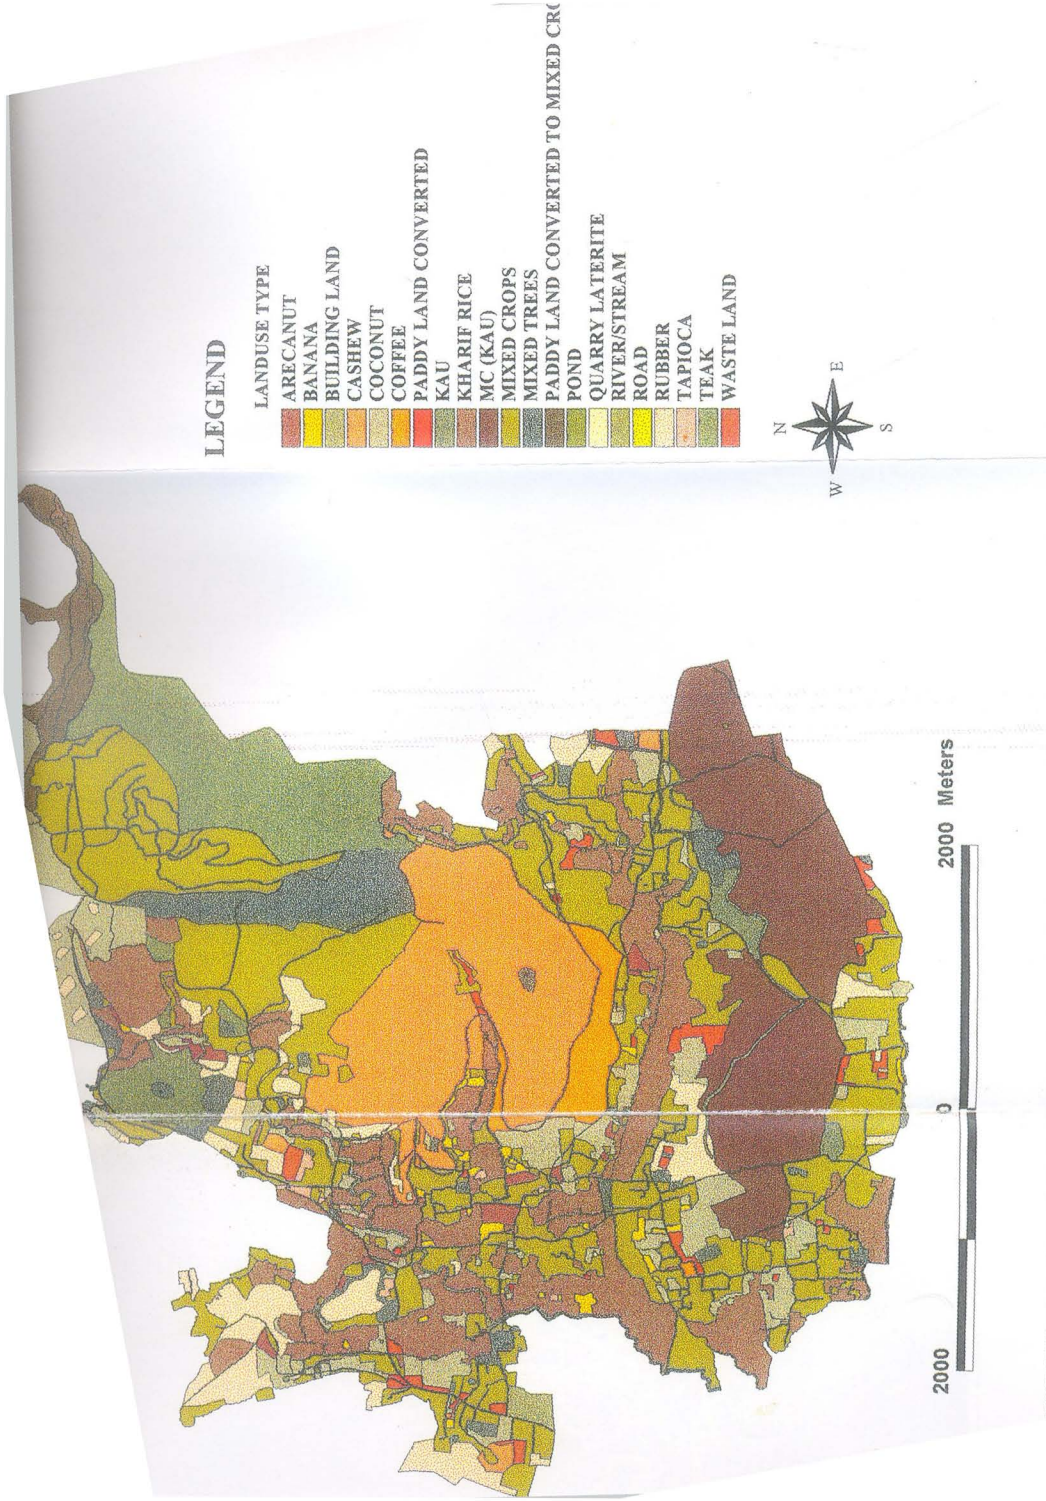 LEGEND
LANDUSE TYPE
ARECANUT
BANANA
BUILDING LAND
CASHEW
COCONUT
COFFEE
PADDY LAND CONVERTED
KAU
KHARIF RICE
MC (KAU)
MIXED CROPS
MIXED TREES
PADDY LAND CONVERTED TO MIXED CRO
POND
QUARRY LATERITE
RIVER/STREAM
ROAD
RUBBER
TAPIOCA
TEAK
WASTE LAND
N
W E
S
2000 0 2000 Meters